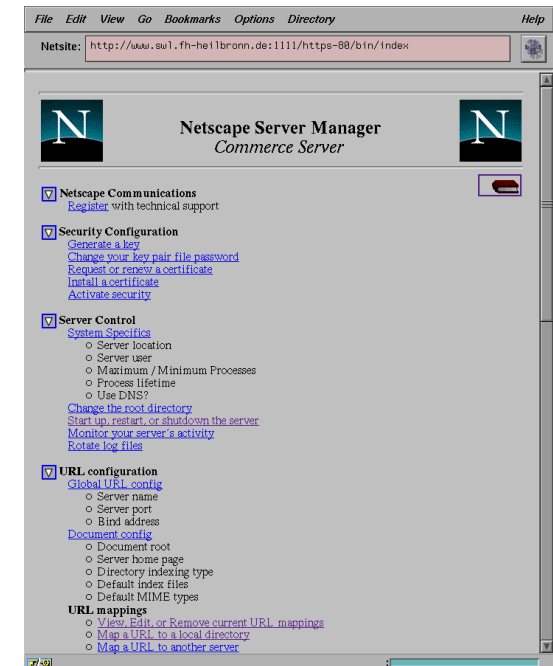 File Edit View Go Bookmarks Options Directory Help
Netsite: http://www.swl.fh-heilbronn.de:1111/https-80/bin/index
N
Netscape Server Manager
N
Commerce Server
Netscape Communications
Register with technical support
Security Configuration
Generate a key
Change your key pair file password
Request or renew a certificate
Install a certificate
Activate security
Server Control
System Specifics
Server location
Server user
Maximum / Minimum Processes
Process lifetime
Use DNS?
Change the root directory
Start up, restart, or shutdown the server
Monitor your server's activity
Rotate log files
URL configuration
Global URL config
Server name
Server port
Bind address
Document config
Document root
Server home page
Directory indexing type
Default index files
Default MIME types
URL mappings
View, Edit, or Remove current URL mappings
Map a URL to a local directory
Map a URL to another server